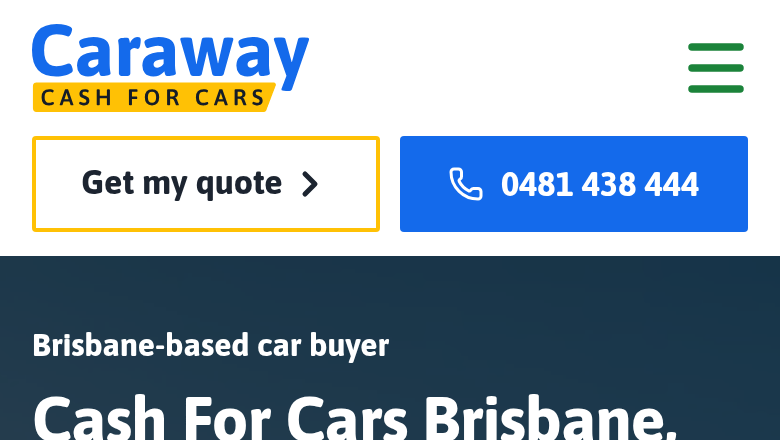 Caraway
CASH FOR CARS
Get my quote
0481 438 444
Brisbane-based car buyer
Cash For Cars Brisbane.